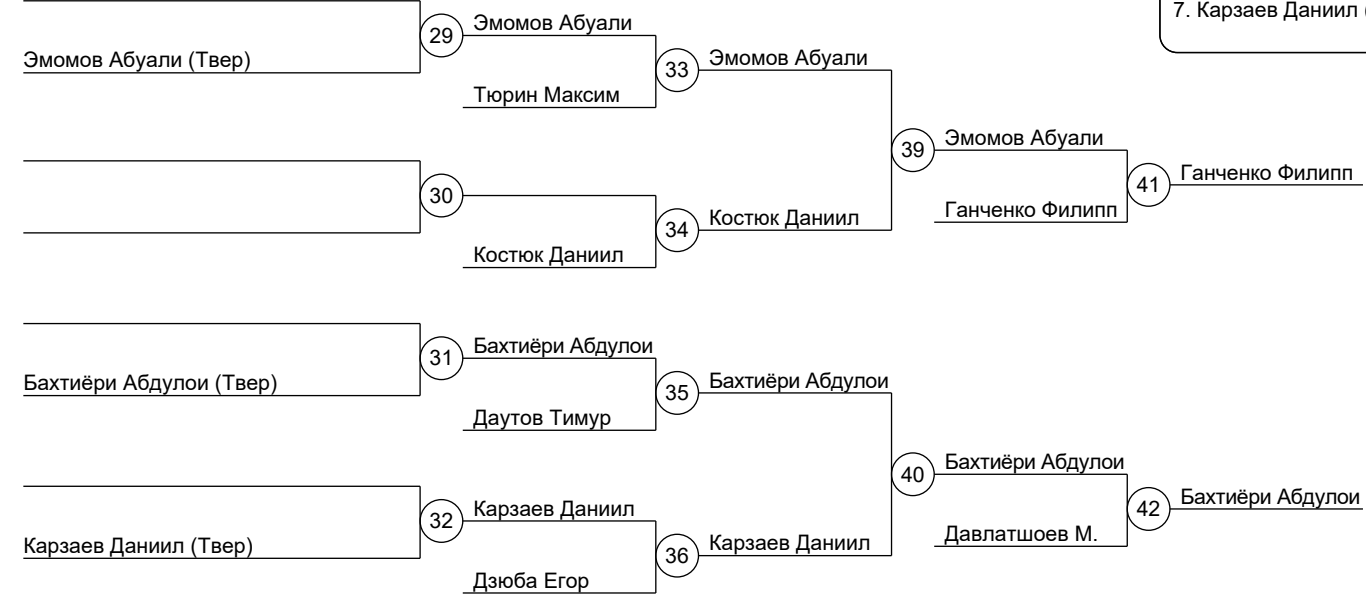 7. Карзаев Даниил
Эмомов Абуали
29
Эмомов Абуали (Твер)
Эмомов Абуали
33
Тюрин Максим
Эмомов Абуали
39
Ганченко Филипп
41
30
Ганченко Филипп
Костюк Даниил
34
Костюк Даниил
Бахтиёри Абдулои
31
Бахтиёри Абдулои (Твер)
Бахтиёри Абдулои
35
Даутов Тимур
Бахтиёри Абдулои
40
Бахтиёри Абдулои
42
Карзаев Даниил
32
Давлатшоев М.
Карзаев Даниил (Твер)
Карзаев Даниил
36
Дзюба Егор